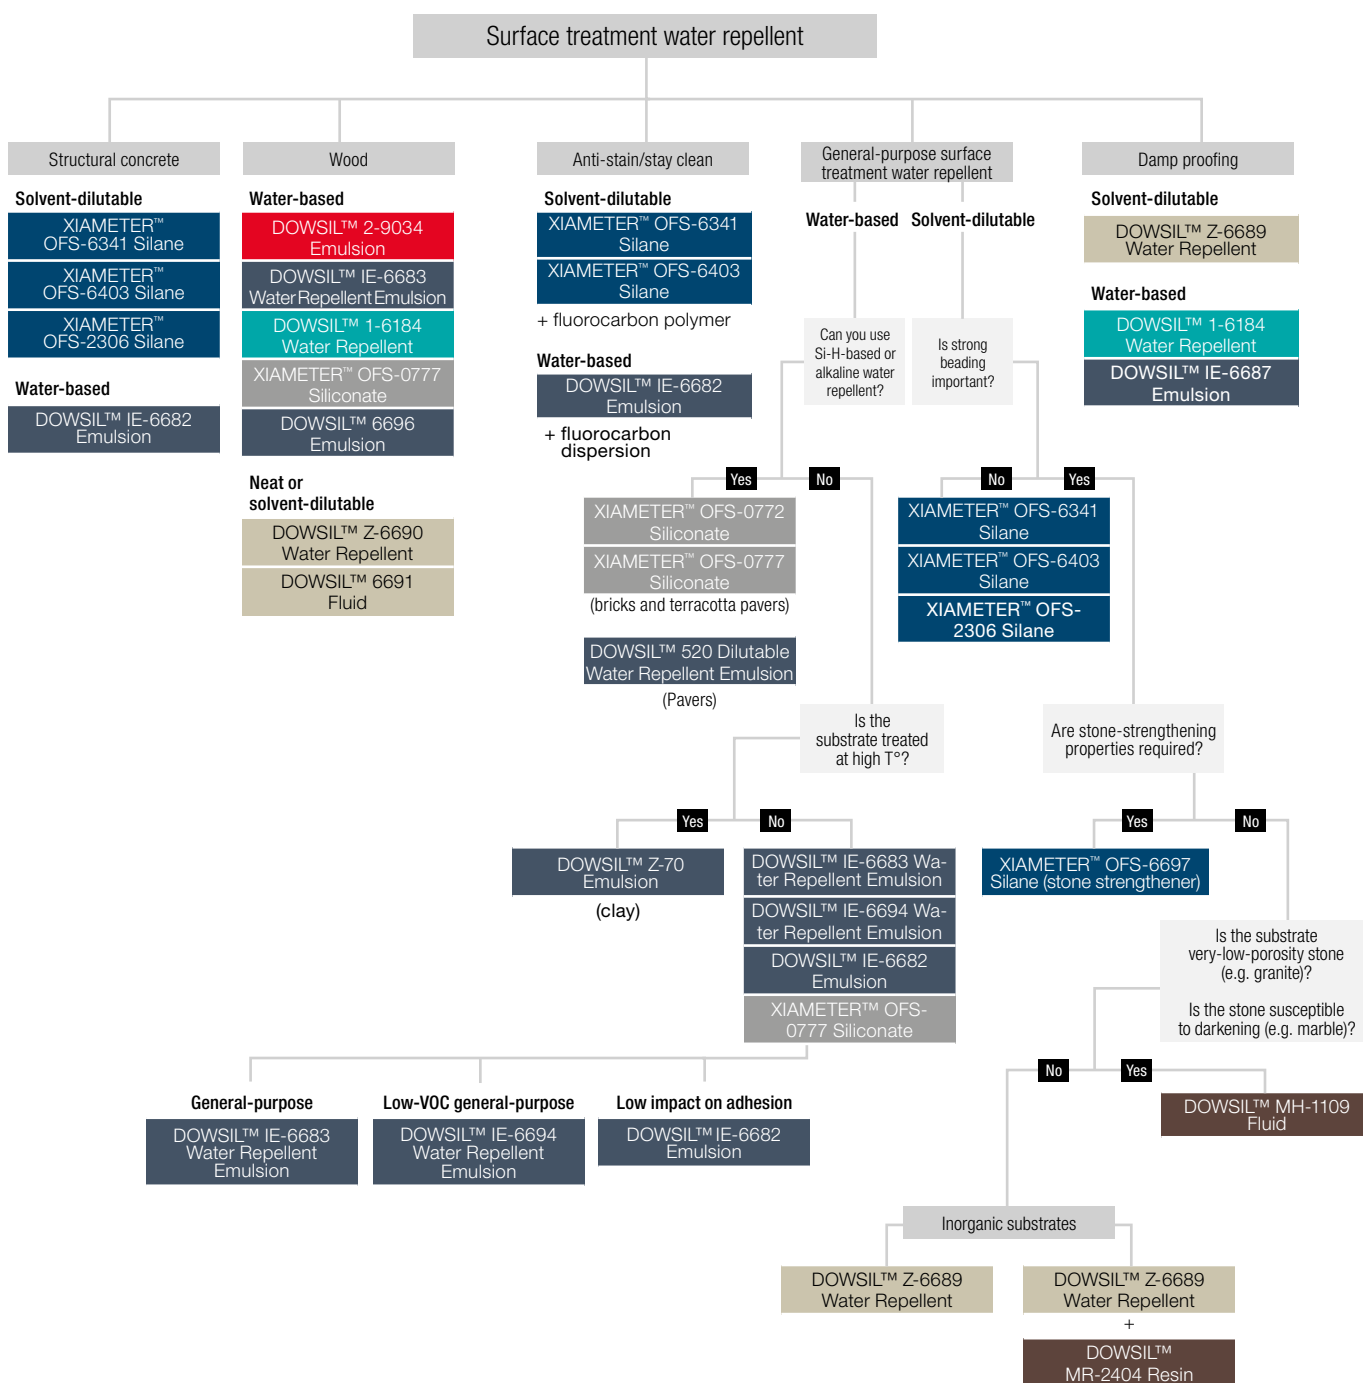 Surface treatment water repellent
Structural concrete
Solvent-dilutable
XIAMETER™
OFS-6341 Silane
XIAMETER™
OFS-6403 Silane
XIAMETER™
OFS-2306 Silane
Water-based
DOWSIL™ IE-6682
Emulsion
Wood
Water-based
DOWSIL™ 2-9034
Emulsion
DOWSIL™ IE-6683
Water Repellent Emulsion
DOWSIL™ 1-6184
Water Repellent
XIAMETER™ OFS-0777
Siliconate
DOWSIL™ 6696
Emulsion
Neat or
solvent-dilutable
DOWSIL™ Z-6690
Water Repellent
DOWSIL™ 6691
Fluid
Anti-stain/stay clean
Solvent-dilutable
XIAMETER™ OFS-6341
Silane
XIAMETER™ OFS-6403
Silane
+ fluorocarbon polymer
Water-based
DOWSIL™ IE-6682
Emulsion
+ fluorocarbon
dispersion
General-purpose surface
treatment water repellent
Water-based
Solvent-dilutable
Can you use
Si-H-based or
alkaline water
repellent?
Is strong
beading
important?
Yes
No
XIAMETER™ OFS-0772
Siliconate
XIAMETER™ OFS-0777
Siliconate
(bricks and terracotta pavers)
DOWSIL™ 520 Dilutable
Water Repellent Emulsion
(Pavers)
No
Yes
XIAMETER™ OFS-6341
Silane
XIAMETER™ OFS-6403
Silane
XIAMETER™ OFS-
2306 Silane
Damp proofing
Solvent-dilutable
DOWSIL™ Z-6689
Water Repellent
Water-based
DOWSIL™ 1-6184
Water Repellent
DOWSIL™ IE-6687
Emulsion
Is the
substrate treated
at high T°?
Yes
No
DOWSIL™ Z-70
Emulsion
(clay)
DOWSIL™ IE-6683 Wa-
ter Repellent Emulsion
DOWSIL™ IE-6694 Wa-
ter Repellent Emulsion
DOWSIL™ IE-6682
Emulsion
XIAMETER™ OFS-
0777 Siliconate
Are stone-strengthening
properties required?
Yes
No
XIAMETER™ OFS-6697
Silane (stone strengthener)
Is the substrate
very-low-porosity stone
(e.g. granite)?
Is the stone susceptible
to darkening (e.g. marble)?
No
Yes
DOWSIL™ MH-1109
Fluid
General-purpose
DOWSIL™ IE-6683
Water Repellent
Emulsion
Low-VOC general-purpose
DOWSIL™ IE-6694
Water Repellent
Emulsion
Low impact on adhesion
DOWSIL™ IE-6682
Emulsion
Inorganic substrates
DOWSIL™ Z-6689
Water Repellent
DOWSIL™ Z-6689
Water Repellent
+
DOWSIL™
MR-2404 Resin